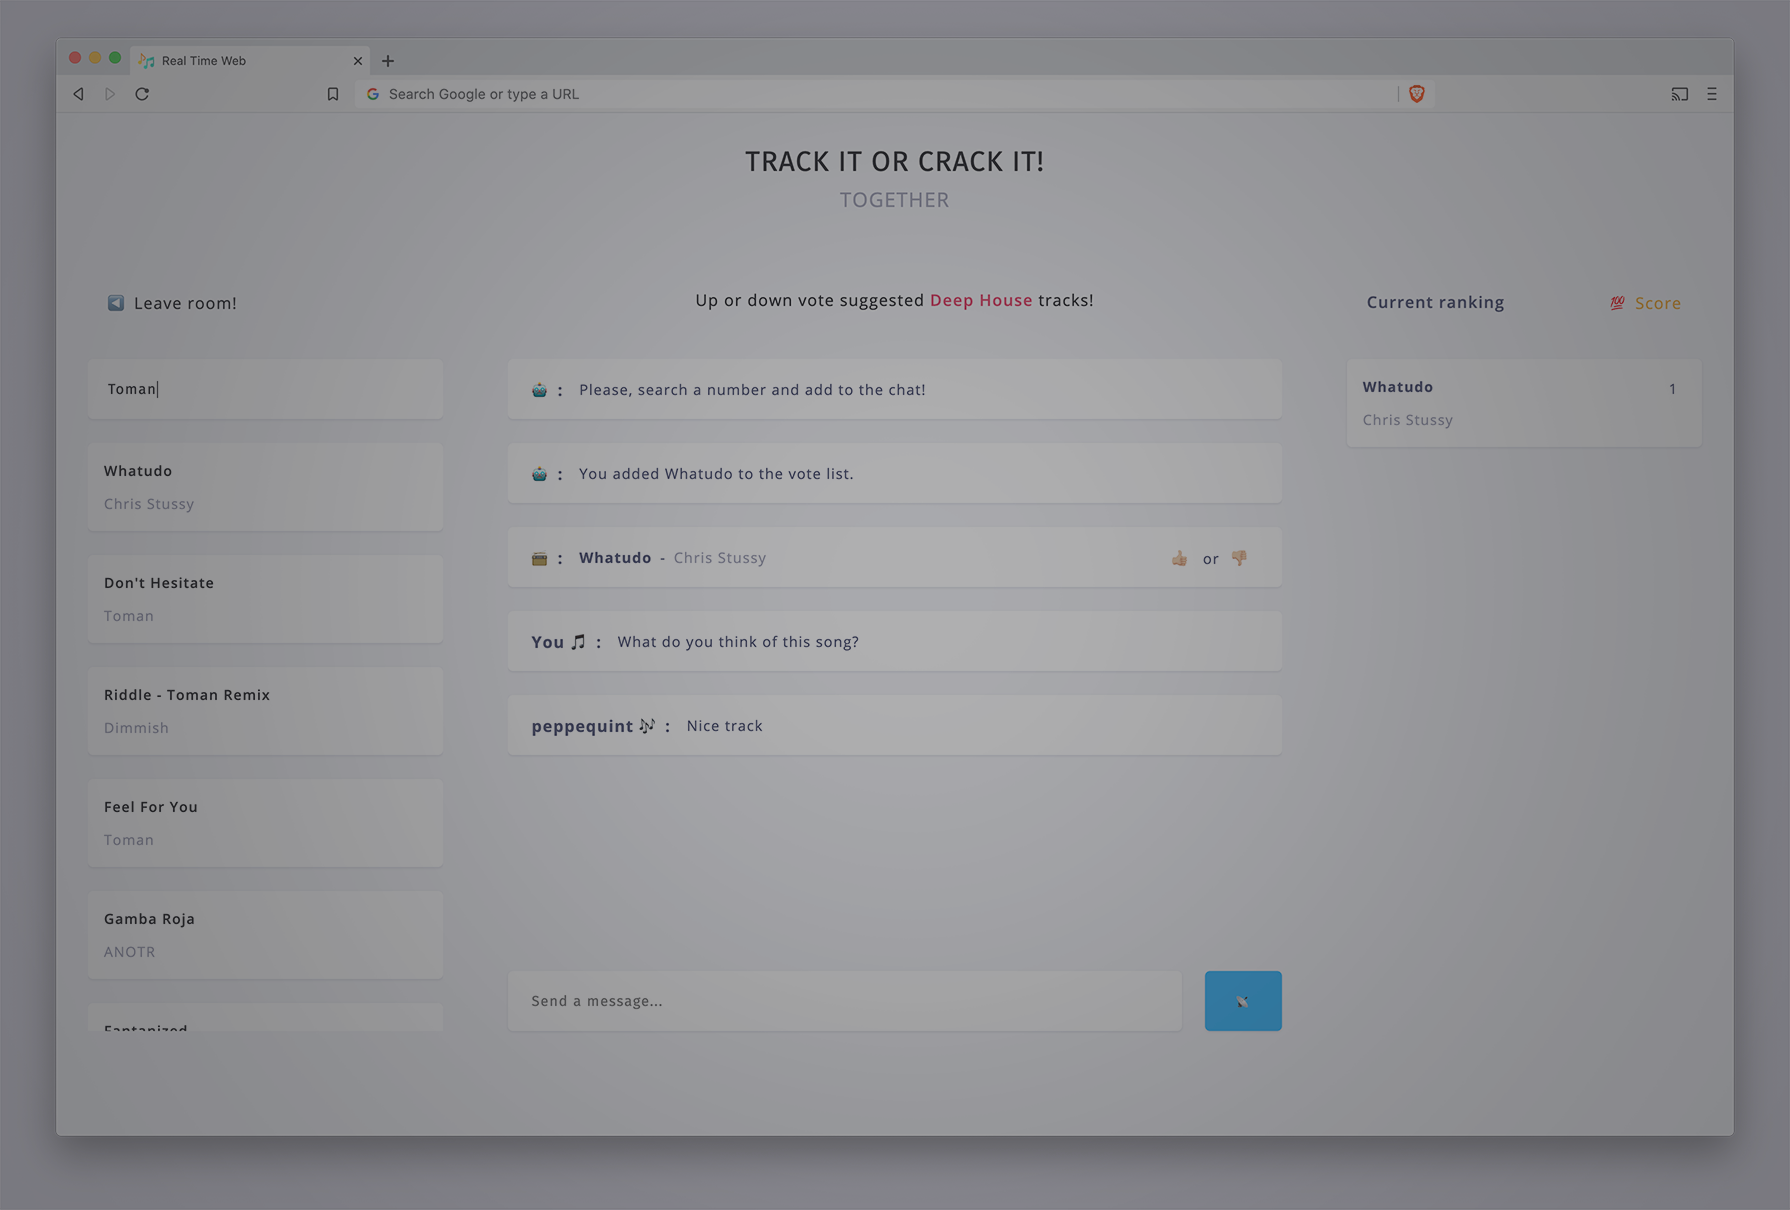 Real Time Web
Search Google or type a URL
TRACK IT OR CRACK IT!
TOGETHER
Leave room!
Toman
Whatudo
Chris Stussy
Don't Hesitate
Toman
Riddle - Toman Remix
Dimmish
Feel For You
Toman
Gamba Roja
ANOTR
Fantanized
Up or down vote suggested Deep House tracks!
🤖 : Please, search a number and add to the chat!
🤖 : You added Whatudo to the vote list.
📻 : Whatudo - Chris Stussy 👍🏼 or 👎🏼
You 🎵 : What do you think of this song?
peppequint 🎶 : Nice track
Send a message...
Current ranking 💯 Score
Whatudo 1
Chris Stussy